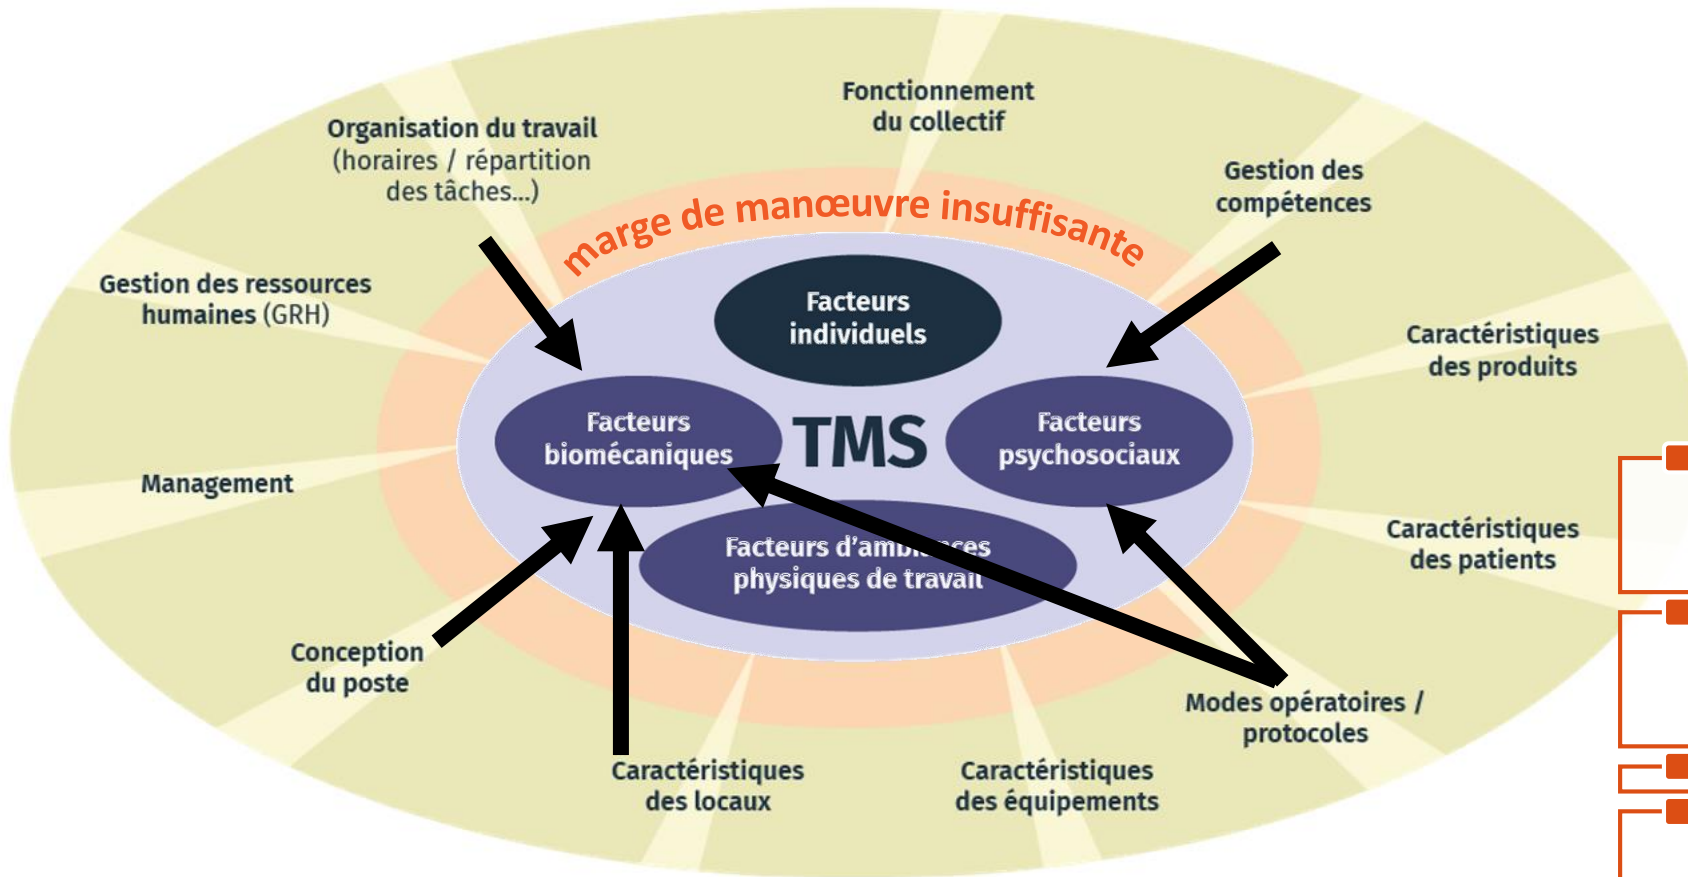 Fonctionnement
du collectif
Organisation du travail
(horaires / répartition
des tâches...)
Gestion des
compétences
marge de manœuvre insuffisante
Gestion des ressources
humaines (GRH)
Facteurs
individuels
Caractéristiques
des produits
Facteurs
biomécaniques
TMS
Facteurs
psychosociaux
Management
Caractéristiques
des patients
Facteurs d'ambiances
physiques de travail
Conception
du poste
Modes opératoires /
protocoles
Caractéristiques
des locaux
Caractéristiques
des équipements